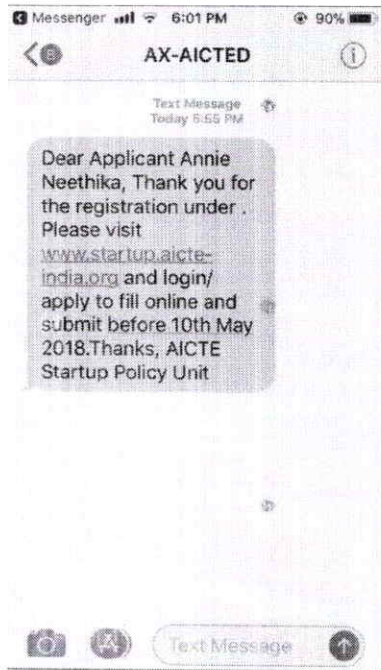 Messenger 6:01 PM 90%
AX-AICTED
Text Message
Today 5:55 PM
Dear Applicant Annie
Neethika, Thank you for
the registration under .
Please visit
www.startup.aicte-
india.org and login/
apply to fill online and
submit before 10th May
2018.Thanks, AICTE
Startup Policy Unit
Text Message